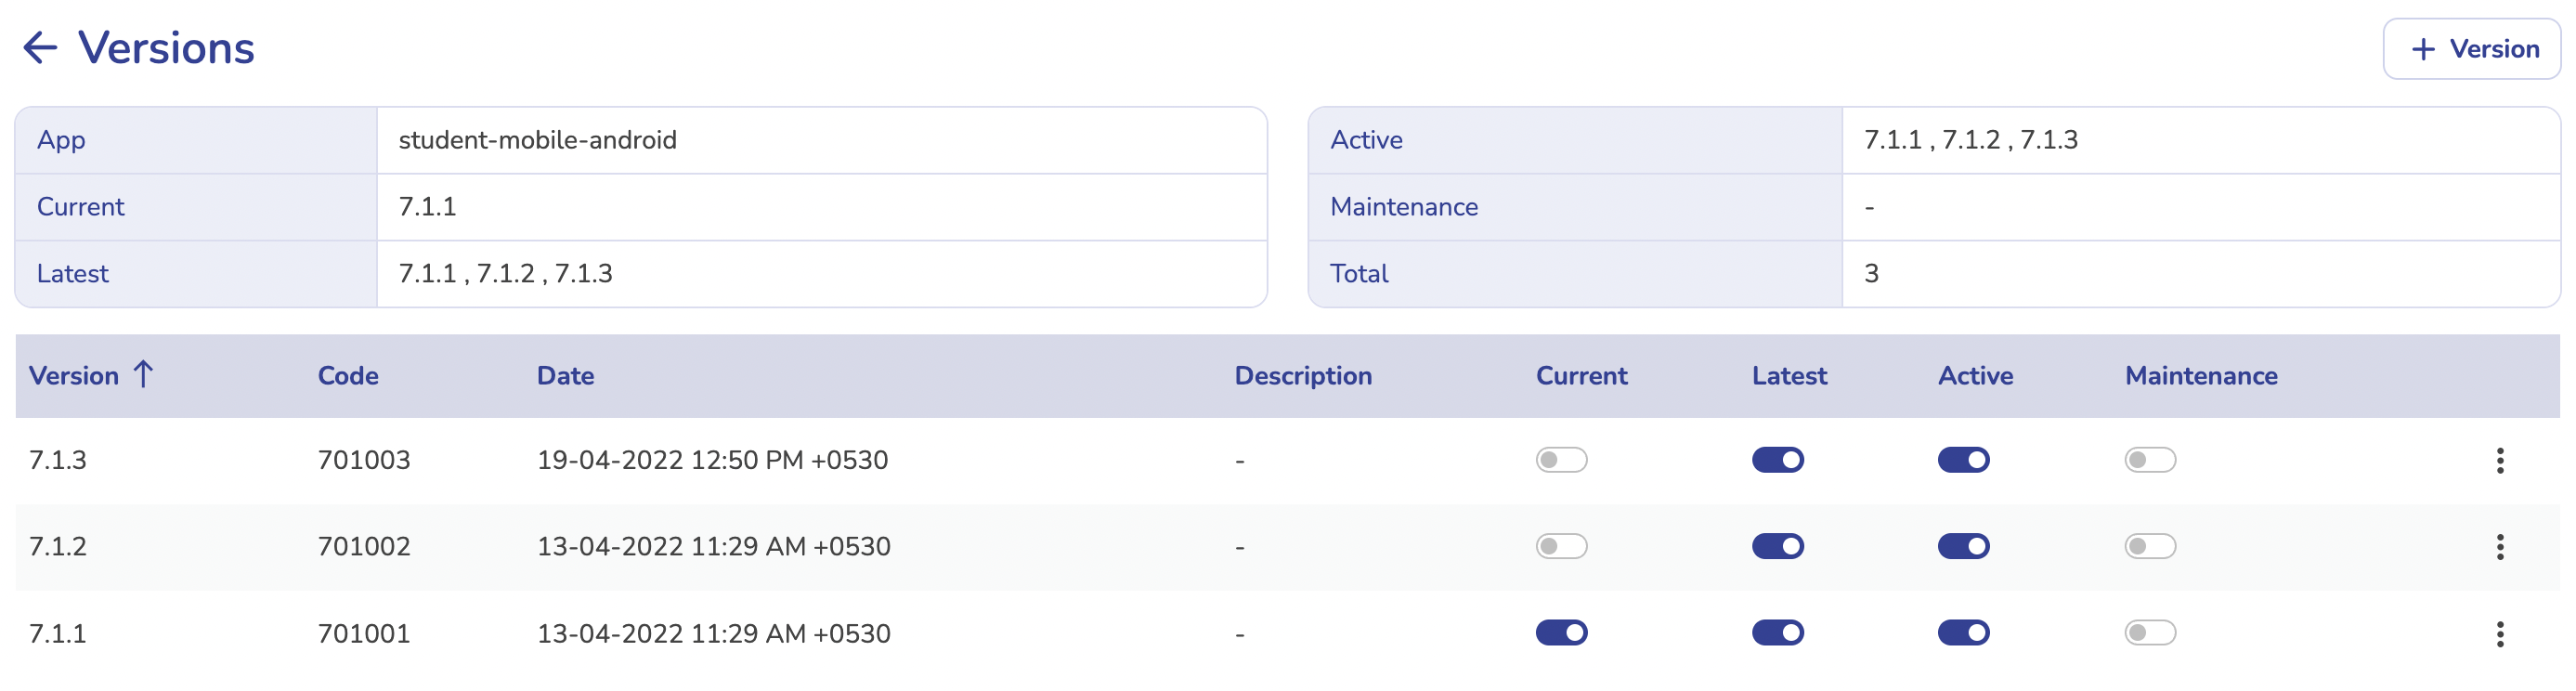 Versions
+ Version
App student-mobile-android
Current 7.1.1
Latest 7.1.1 , 7.1.2 , 7.1.3
Active 7.1.1 , 7.1.2 , 7.1.3
Maintenance -
Total 3
Version Code Date Description Current Latest Active Maintenance
7.1.3 701003 19-04-2022 12:50 PM +0530 -
7.1.2 701002 13-04-2022 11:29 AM +0530 -
7.1.1 701001 13-04-2022 11:29 AM +0530 -